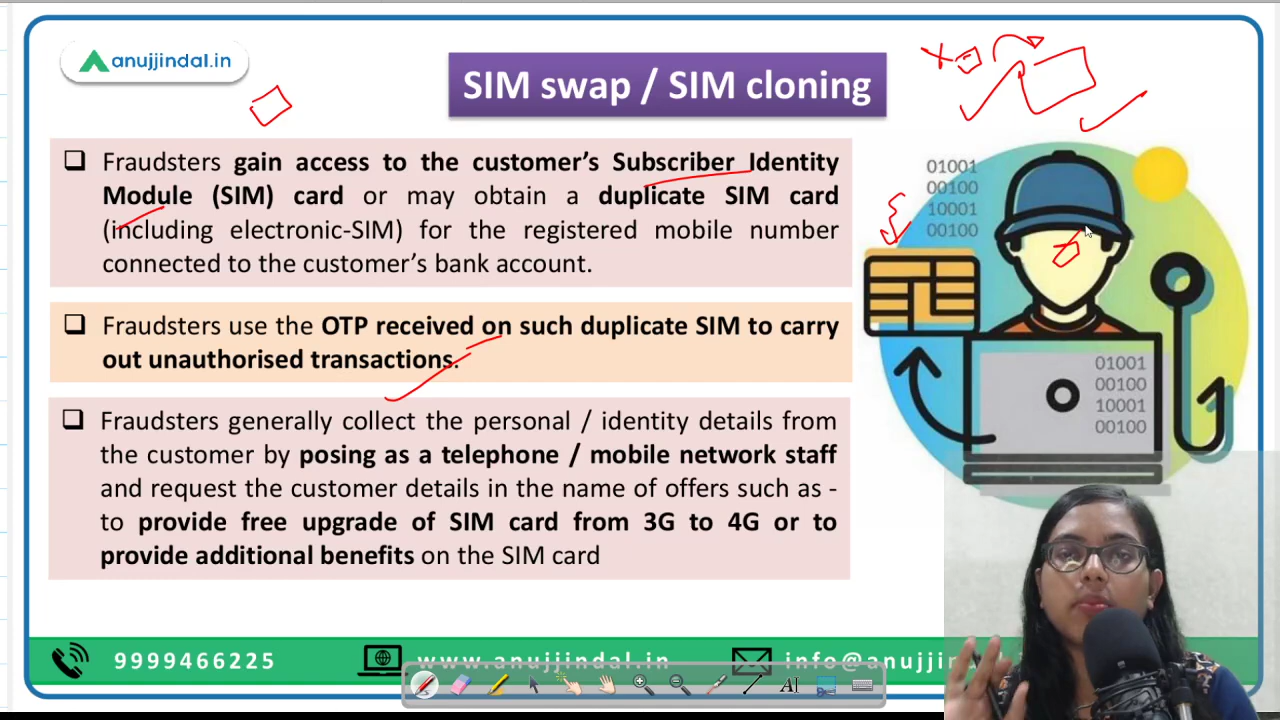 anujjindal.in
SIM swap / SIM cloning
❑ Fraudsters gain access to the customer's Subscriber Identity
Module (SIM) card or may obtain a duplicate SIM card
(including electronic-SIM) for the registered mobile number
connected to the customer's bank account.
❑ Fraudsters use the OTP received on such duplicate SIM to carry
out unauthorised transactions.
❑ Fraudsters generally collect the personal / identity details from
the customer by posing as a telephone / mobile network staff
and request the customer details in the name of offers such as -
to provide free upgrade of SIM card from 3G to 4G or to
provide additional benefits on the SIM card
01001
00100
10001
00100
01001
00100
10001
00100
9999466225
www.anujjindal.in
AI